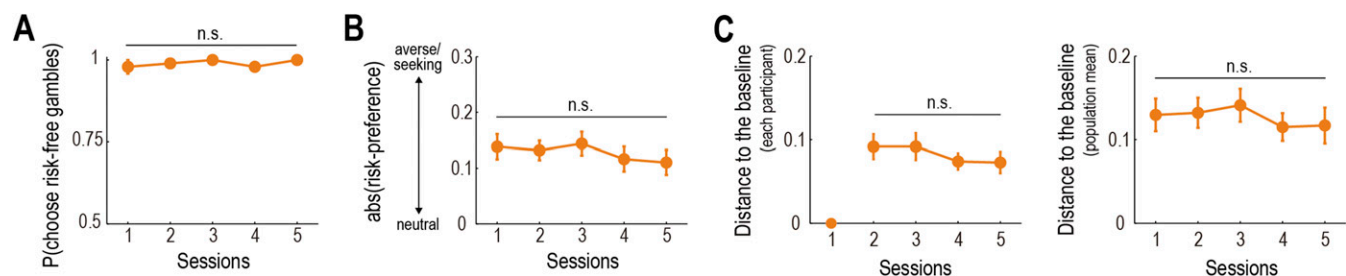 A
P(choose risk-free gambles)
n.s.
1
0.75
0.5
1 2 3 4 5
Sessions
B
abs(risk-preference)
averse/
seeking
neutral
n.s.
0.3
0.2
0.1
0
1 2 3 4 5
Sessions
C
Distance to the baseline
(each participant)
n.s.
0.2
0.1
0
1 2 3 4 5
Sessions
Distance to the baseline
(population mean)
n.s.
0.2
0.1
0
1 2 3 4 5
Sessions